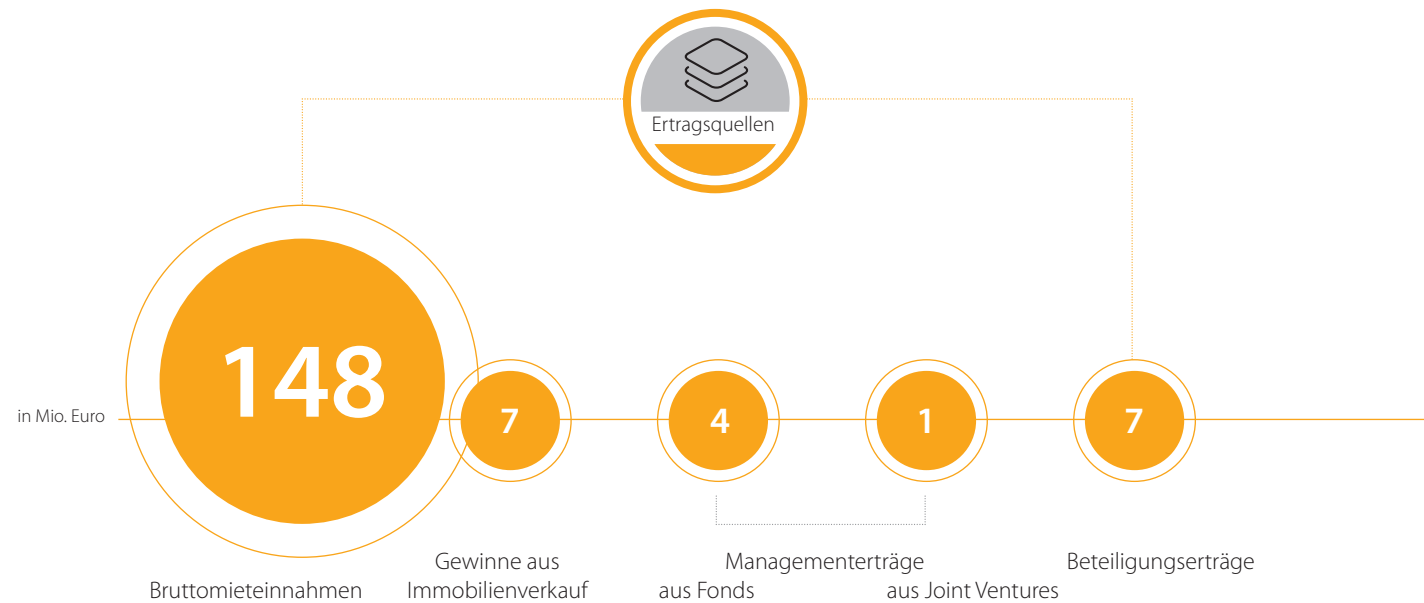 Ertragsquellen
in Mio. Euro
148
7
4
1
7
Bruttomieteinnahmen
Gewinne aus
Immobilienverkauf
Managementerträge
aus Fonds
aus Joint Ventures
Beteiligungserträge